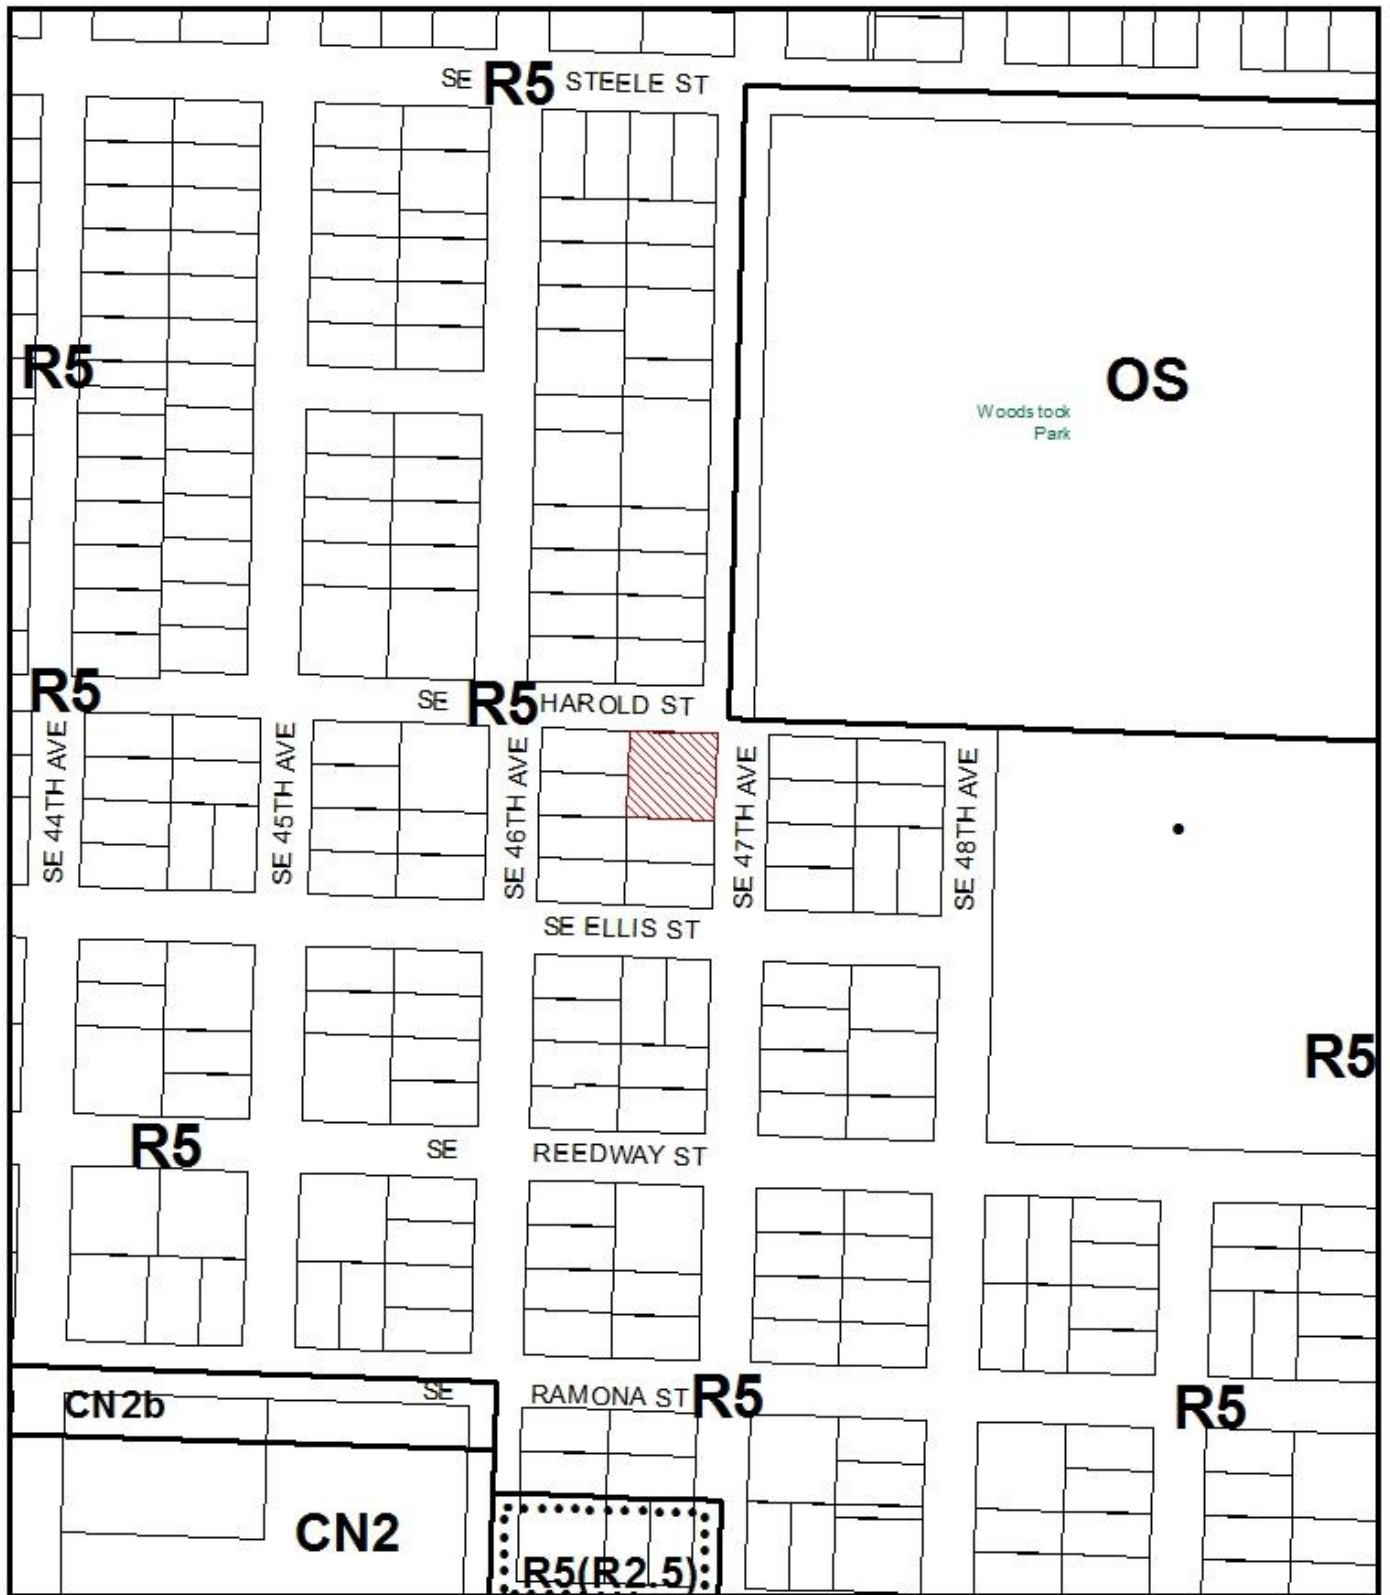 SE R5 STEELE ST
R5
OS
Woodstock
Park
R5
SE R5 HAROLD ST
SE 44TH AVE
SE 45TH AVE
SE 46TH AVE
SE 47TH AVE
SE 48TH AVE
SE ELLIS ST
R5
R5
SE REEDWAY ST
SE RAMONA ST R5
CN2b
R5
CN2
R5(R2.5)